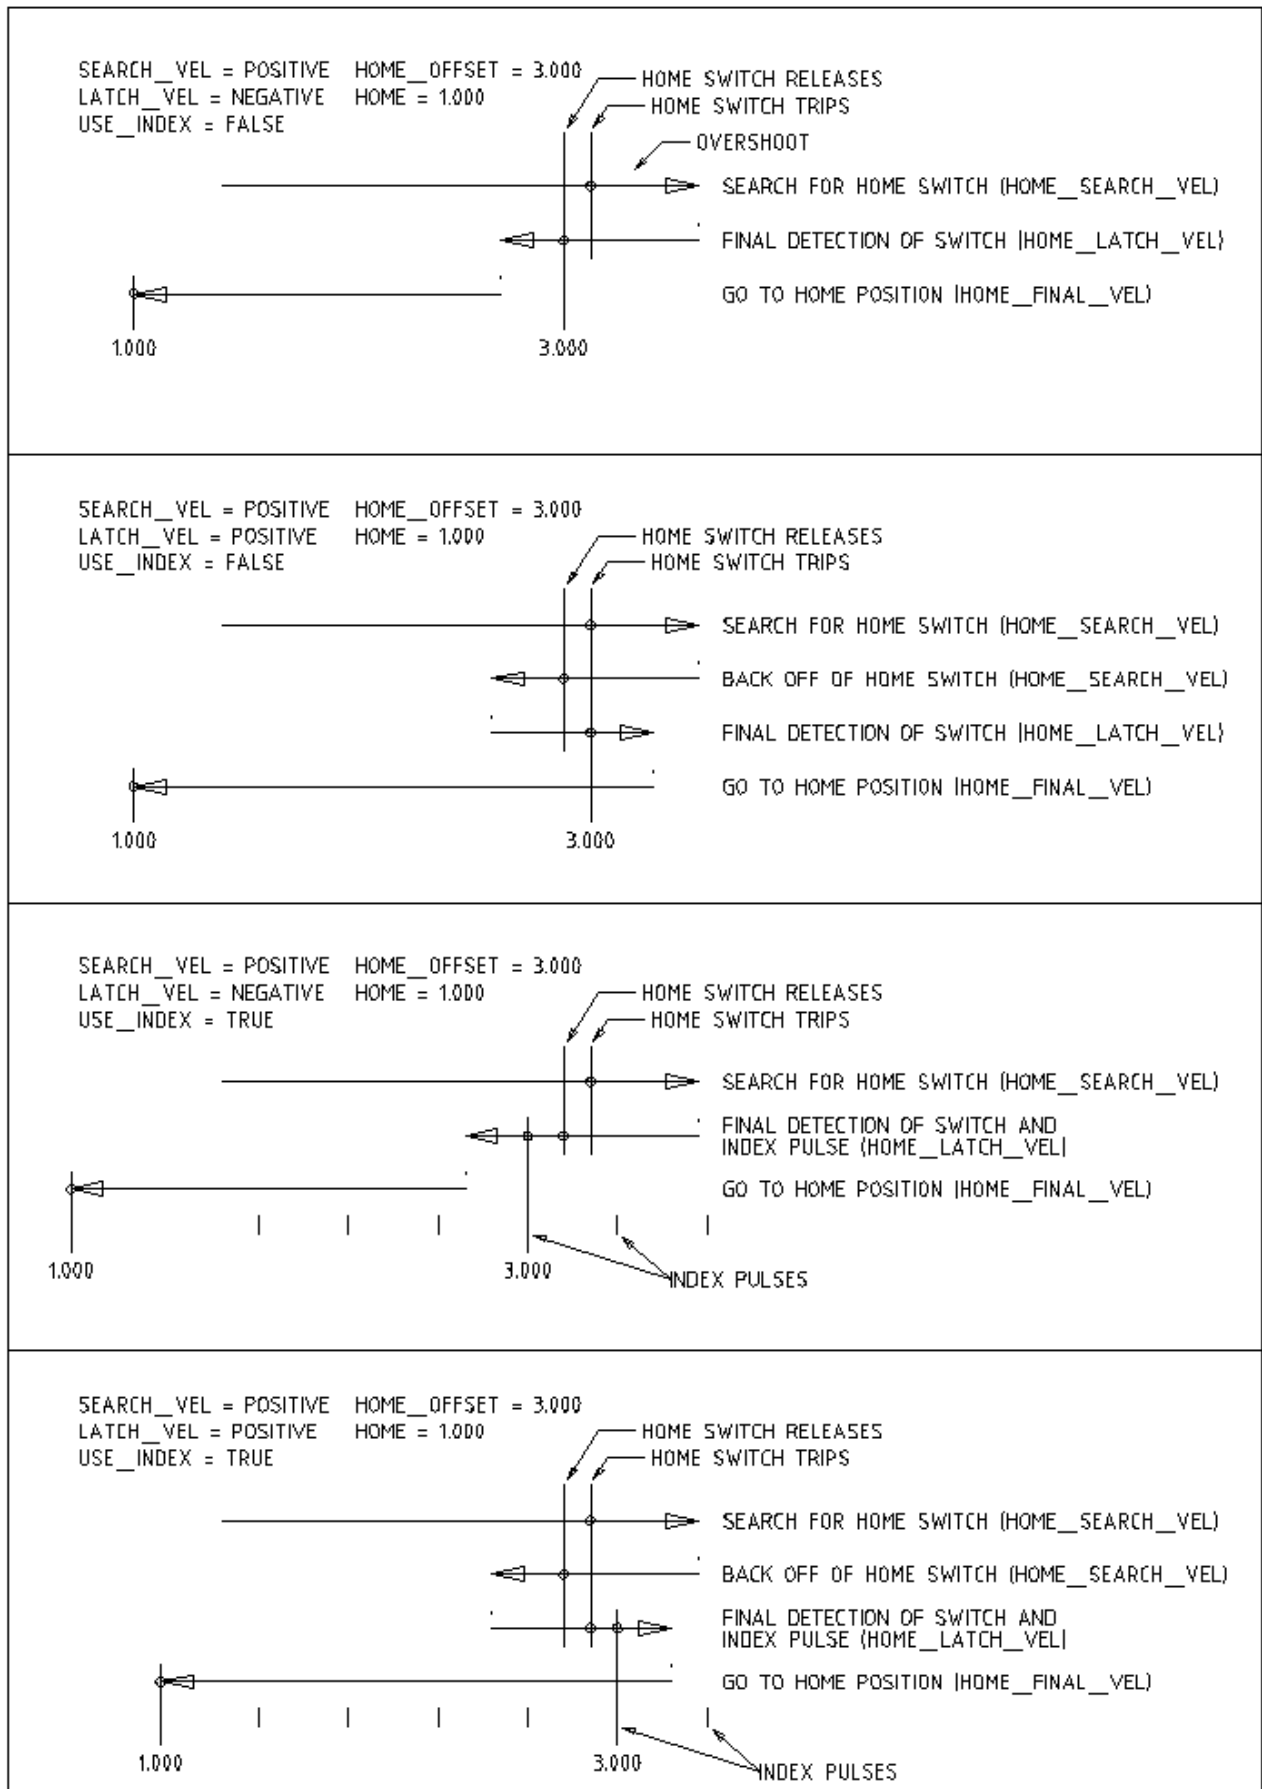 SEARCH_VEL = POSITIVE HOME_OFFSET = 3.000
LATCH_VEL = NEGATIVE HOME = 1.000
USE_INDEX = FALSE
HOME SWITCH RELEASES
HOME SWITCH TRIPS
OVERSHOOT
SEARCH FOR HOME SWITCH (HOME_SEARCH_VEL)
FINAL DETECTION OF SWITCH (HOME_LATCH_VEL)
GO TO HOME POSITION (HOME_FINAL_VEL)
1.000 3.000
SEARCH_VEL = POSITIVE HOME_OFFSET = 3.000
LATCH_VEL = POSITIVE HOME = 1.000
USE_INDEX = FALSE
HOME SWITCH RELEASES
HOME SWITCH TRIPS
SEARCH FOR HOME SWITCH (HOME_SEARCH_VEL)
BACK OFF OF HOME SWITCH (HOME_SEARCH_VEL)
FINAL DETECTION OF SWITCH (HOME_LATCH_VEL)
GO TO HOME POSITION (HOME_FINAL_VEL)
1.000 3.000
SEARCH_VEL = POSITIVE HOME_OFFSET = 3.000
LATCH_VEL = NEGATIVE HOME = 1.000
USE_INDEX = TRUE
HOME SWITCH RELEASES
HOME SWITCH TRIPS
SEARCH FOR HOME SWITCH (HOME_SEARCH_VEL)
FINAL DETECTION OF SWITCH AND
INDEX PULSE (HOME_LATCH_VEL)
GO TO HOME POSITION (HOME_FINAL_VEL)
1.000 3.000
INDEX PULSES
SEARCH_VEL = POSITIVE HOME_OFFSET = 3.000
LATCH_VEL = POSITIVE HOME = 1.000
USE_INDEX = TRUE
HOME SWITCH RELEASES
HOME SWITCH TRIPS
SEARCH FOR HOME SWITCH (HOME_SEARCH_VEL)
BACK OFF OF HOME SWITCH (HOME_SEARCH_VEL)
FINAL DETECTION OF SWITCH AND
INDEX PULSE (HOME_LATCH_VEL)
GO TO HOME POSITION (HOME_FINAL_VEL)
1.000 3.000
INDEX PULSES